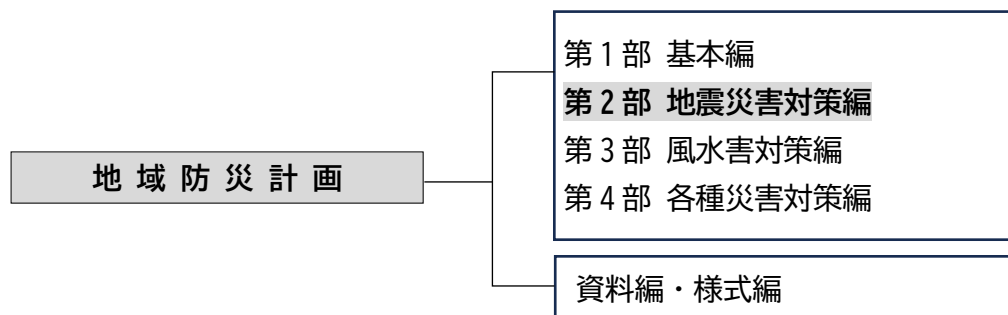 地域防災計画
第1部 基本編
第2部 地震災害対策編
第3部 風水害対策編
第4部 各種災害対策編
資料編・様式編